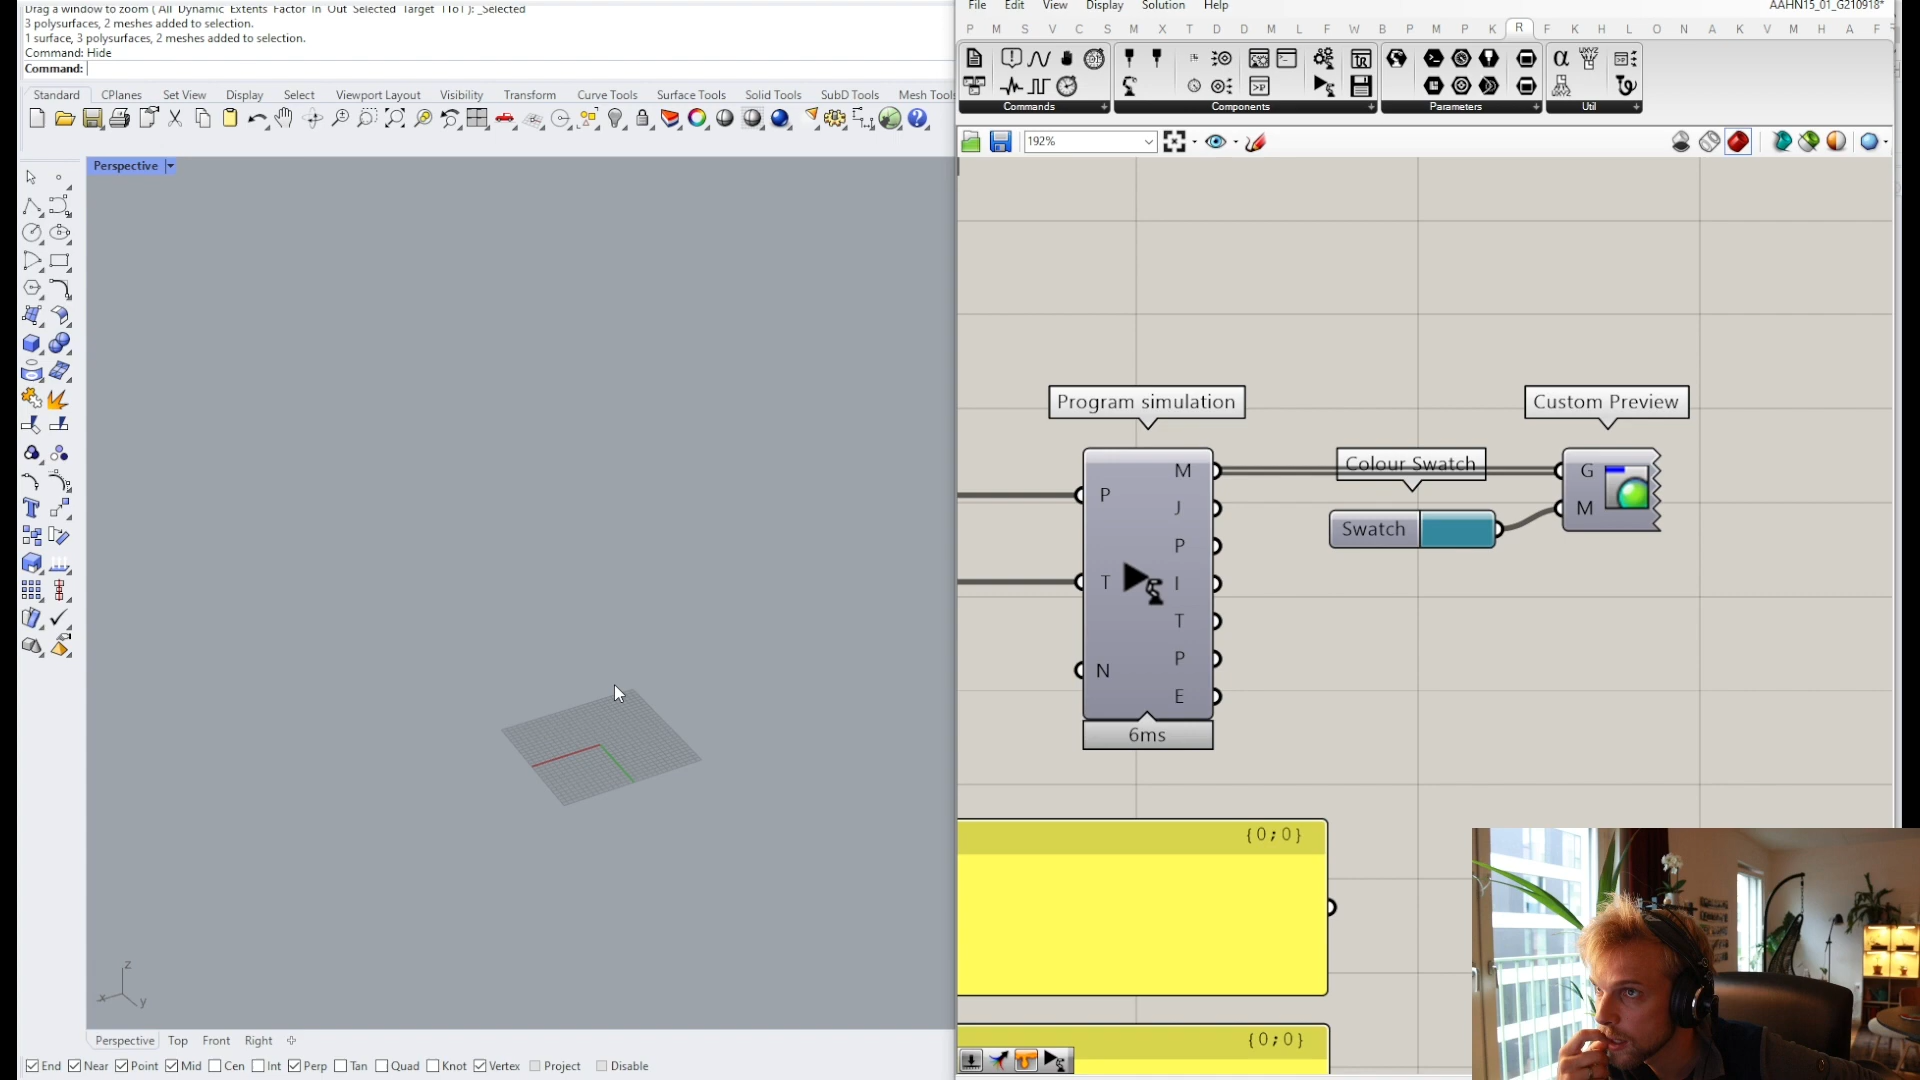 Drag a window to zoom ( All Dynamic Extents Factor In Out Selected Target 1To1 ): _Selected
3 polysurfaces, 2 meshes added to selection.
1 surface, 3 polysurfaces, 2 meshes added to selection.
Command: Hide
Command:
Standard CPlanes Set View Display Select Viewport Layout Visibility Transform Curve Tools Surface Tools Solid Tools SubD Tools Mesh Tools
Perspective
z
x
y
Perspective Top Front Right
End Near Point Mid Cen Int Perp Tan Quad Knot Vertex Project Disable
File Edit View Display Solution Help
AAHN15_01_G210918*
P M S V C S M X T D D M L F W B P M P K R F K H L O N A K V M H A F
Commands Components Parameters Util
192%
Program simulation
Custom Preview
Colour Swatch
P
T
N
M
J
P
I
T
P
E
Swatch
G
M
6ms
{0;0}
{0;0}